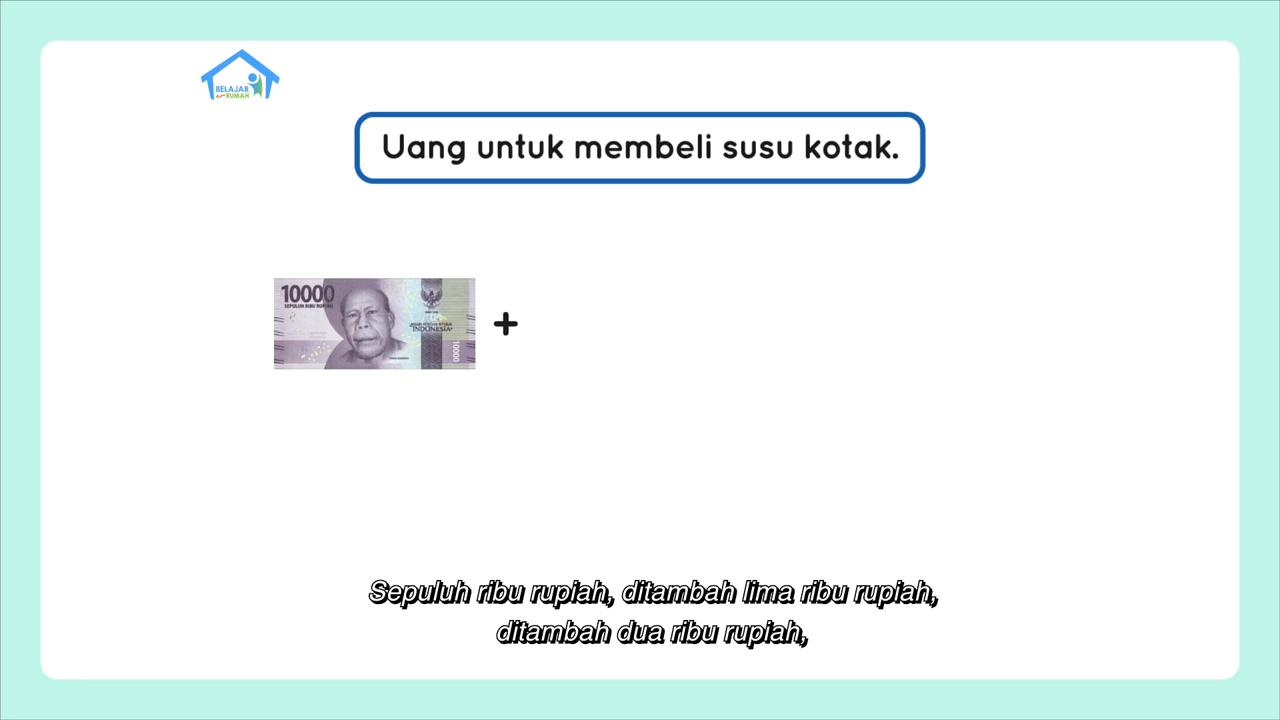 BELAJAR
RUMAH
Uang untuk membeli susu kotak.
10000
SEPULUH RIBU RUPIAH
INDONESIA
10000
+
Sepuluh ribu rupiah, ditambah lima ribu rupiah,
ditambah dua ribu rupiah,